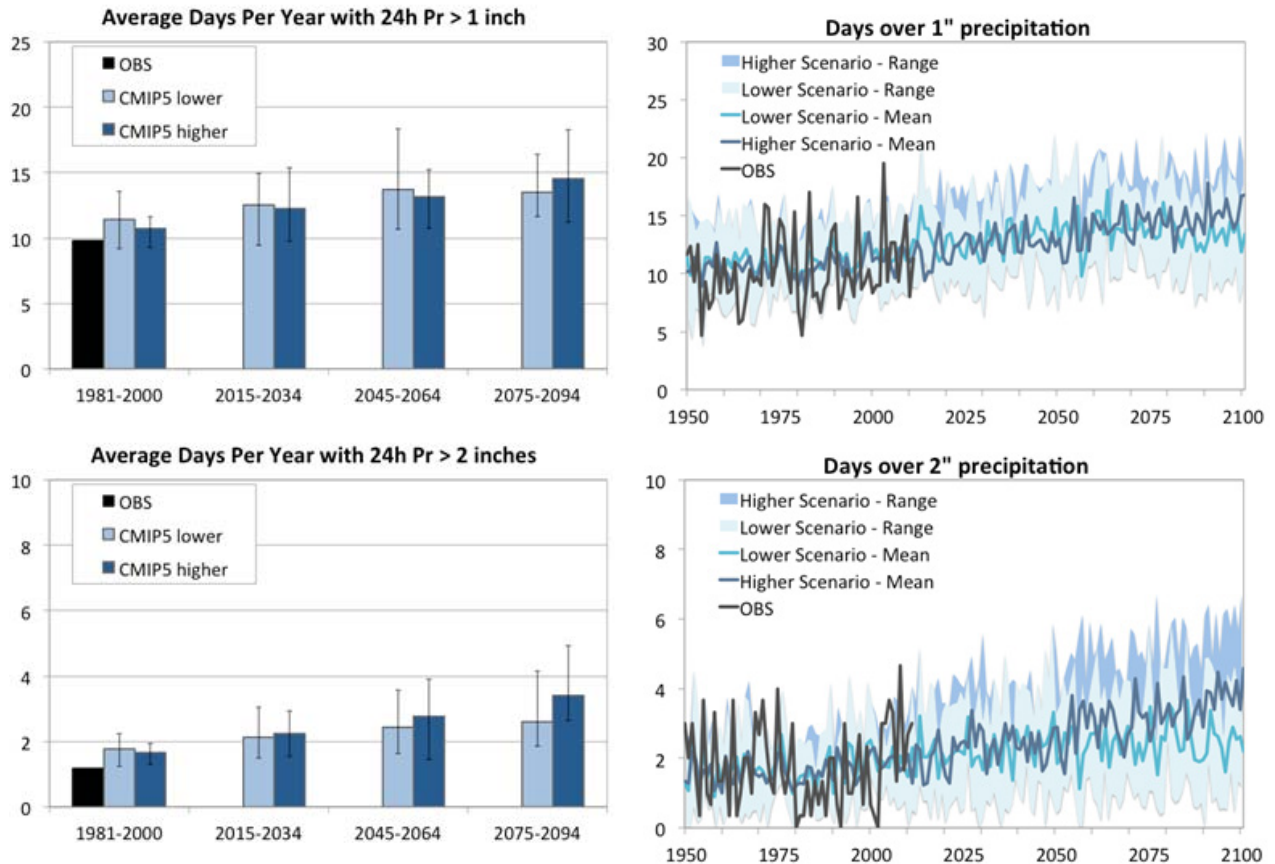 Average Days Per Year with 24h Pr > 1 inch
25
20
15
10
5
0
OBS
CMIP5 lower
CMIP5 higher
1981-2000 2015-2034 2045-2064 2075-2094
Days over 1" precipitation
30
25
20
15
10
5
0
Higher Scenario - Range
Lower Scenario - Range
Lower Scenario - Mean
Higher Scenario - Mean
OBS
1950 1975 2000 2025 2050 2075 2100
Average Days Per Year with 24h Pr > 2 inches
10
8
6
4
2
0
OBS
CMIP5 lower
CMIP5 higher
1981-2000 2015-2034 2045-2064 2075-2094
Days over 2" precipitation
10
8
6
4
2
0
Higher Scenario - Range
Lower Scenario - Range
Lower Scenario - Mean
Higher Scenario - Mean
OBS
1950 1975 2000 2025 2050 2075 2100